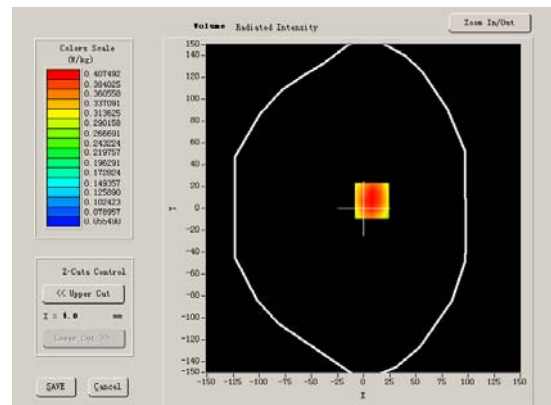 Volume Radiated Intensity
Zoom In/Out
Colors Scale
(W/kg)
0.407492
0.384025
0.360558
0.337091
0.313625
0.290158
0.266691
0.243224
0.219757
0.196291
0.172824
0.149357
0.125890
0.102423
0.078957
0.055490
Z-Cuts Control
<< Upper Cut
Z = 4.0 mm
Lower Cut >>
SAVE
Cancel
150
140
120
100
80
60
40
20
0
-20
-40
-60
-80
-100
-120
-140
-150
Y
-150 -125 -100 -75 -50 -25 0 25 50 75 100 125 150
X